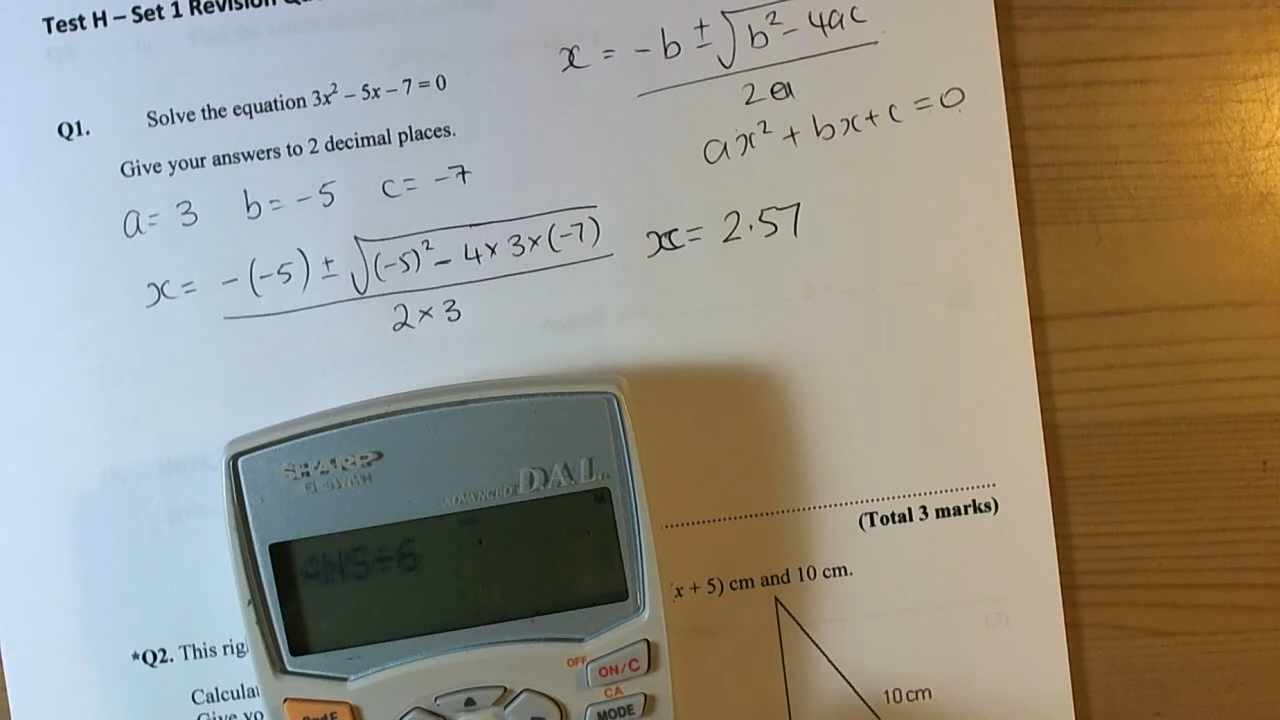 Test H – Set 1 Revision
x = -b ± √b² - 4ac
2a
ax² + bx + c = 0
Q1. Solve the equation 3x² – 5x – 7 = 0
Give your answers to 2 decimal places.
a = 3 b = -5 c = -7
x = -(-5) ± √(-5)² - 4 × 3 × (-7)
2 × 3
x = 2.57
SHARP
ADVANCED D.A.L.
ANS÷6
(Total 3 marks)
x + 5) cm and 10 cm.
*Q2. This
10 cm
OFF
ON/C
CA
MODE